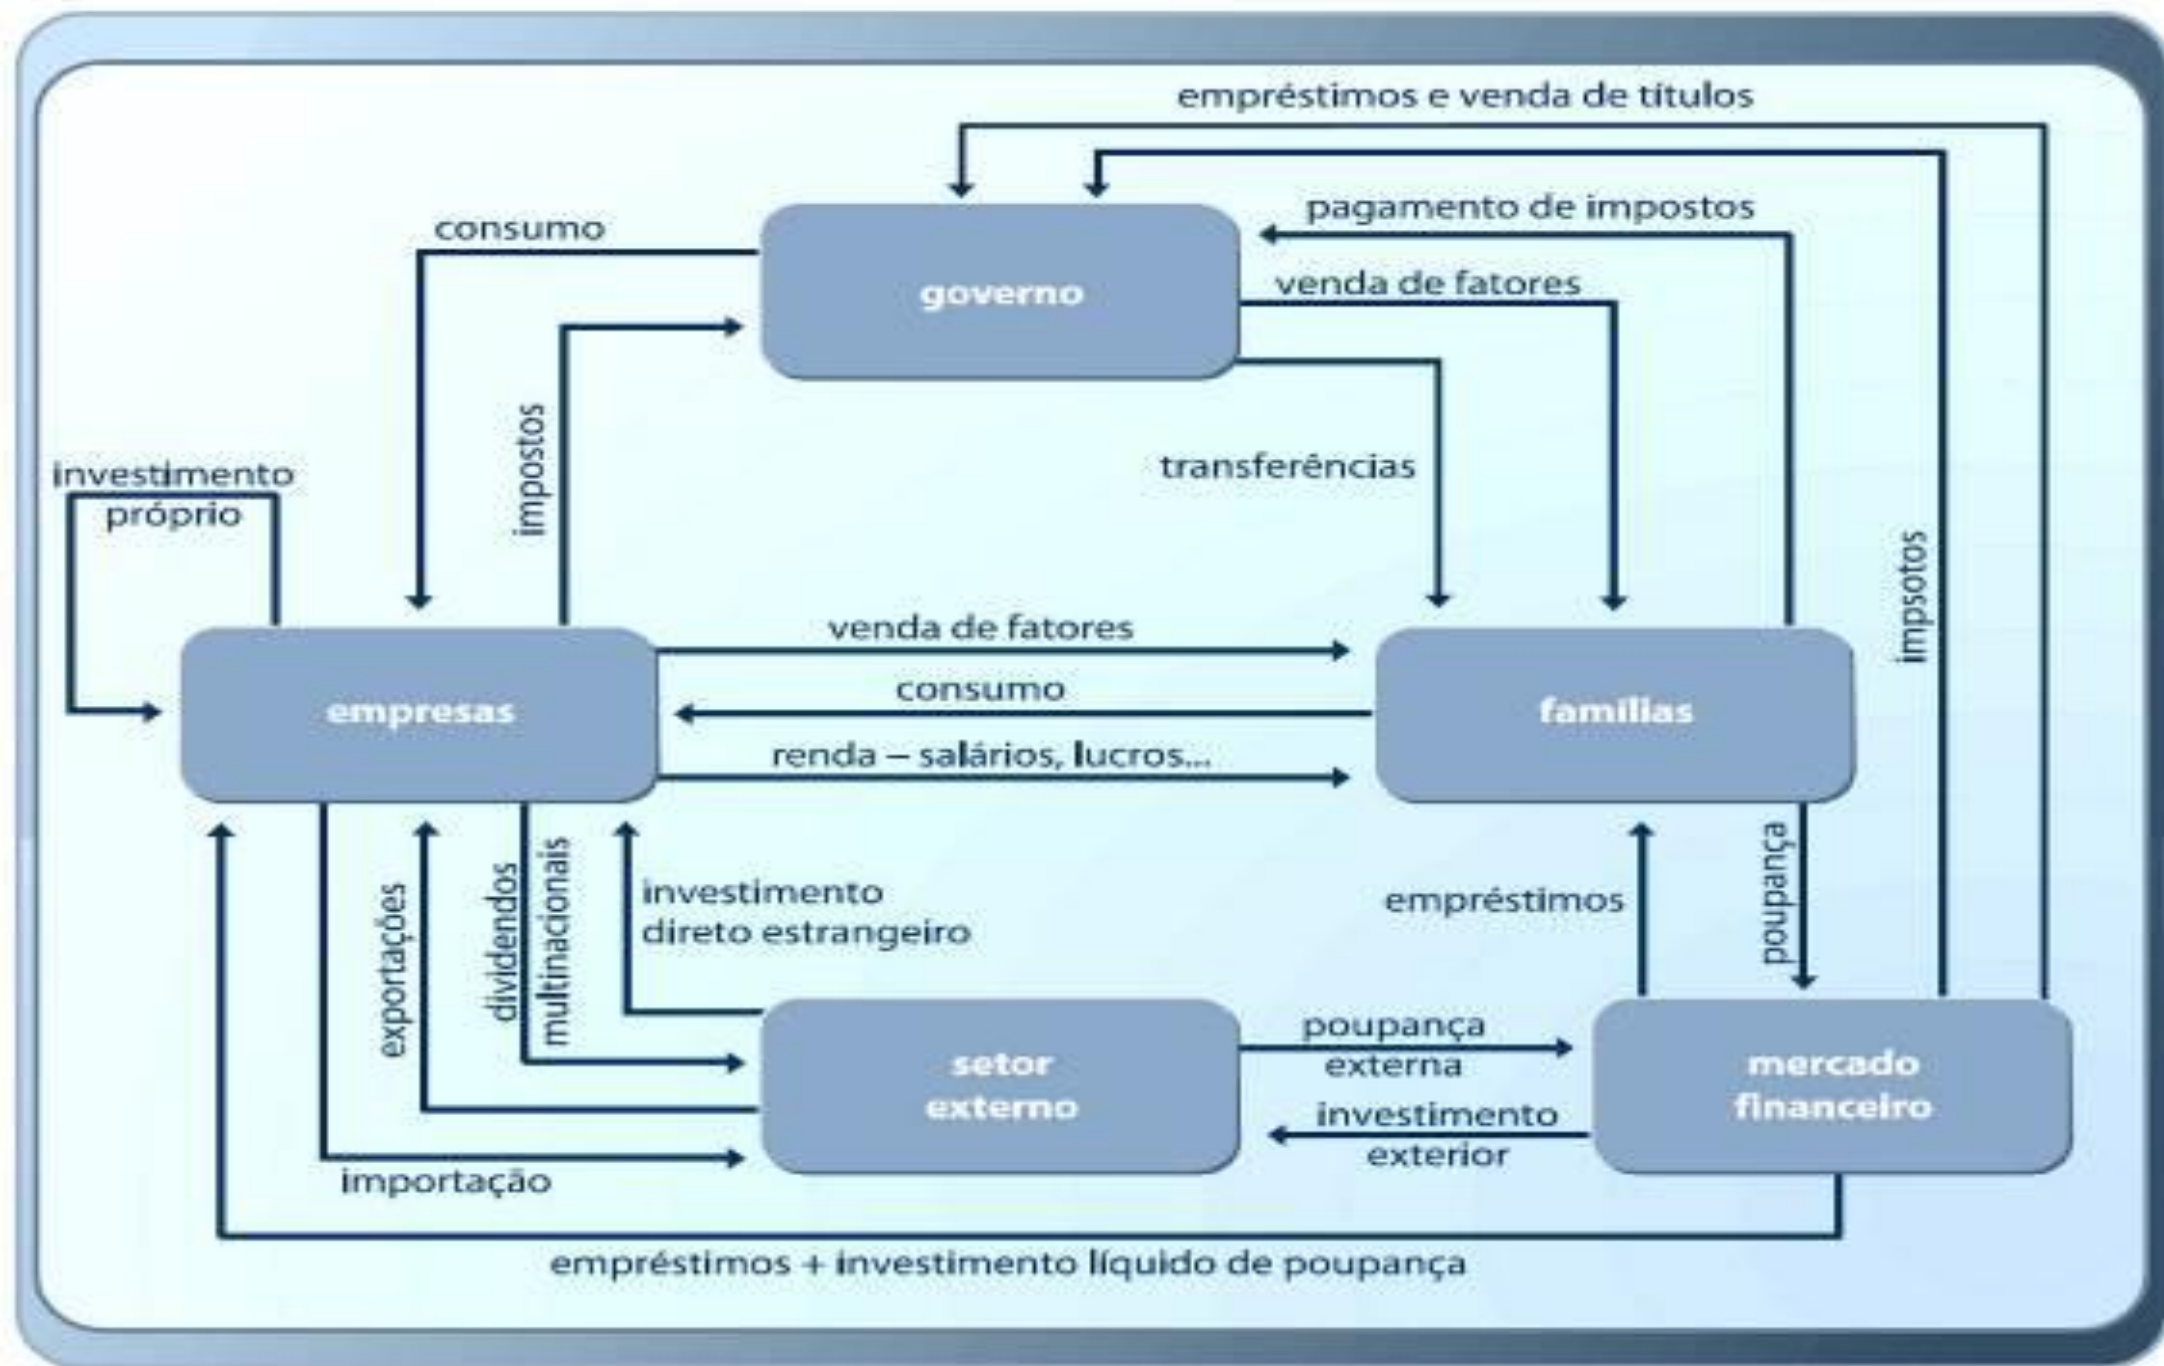 empréstimos e venda de títulos
pagamento de impostos
consumo
venda de fatores
governo
impostos
transferências
investimento
próprio
impsotos
venda de fatores
consumo
empresas
famílias
renda – salários, lucros...
exportações
dividendos
multinacionais
investimento
direto estrangeiro
empréstimos
poupança
poupança
externa
setor
externo
mercado
financeiro
investimento
exterior
importação
empréstimos + investimento líquido de poupança